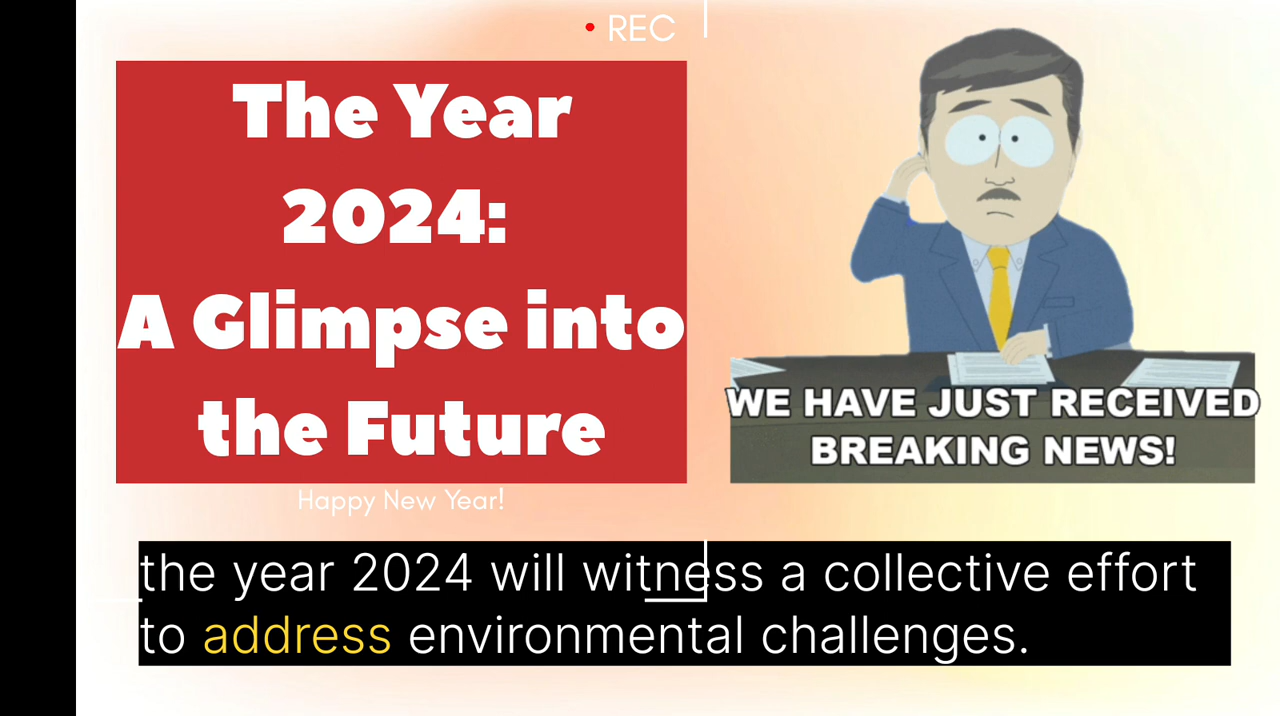 REC
The Year
2024:
A Glimpse into
the Future
WE HAVE JUST RECEIVED
BREAKING NEWS!
Happy New Year!
the year 2024 will witness a collective effort
to address environmental challenges.